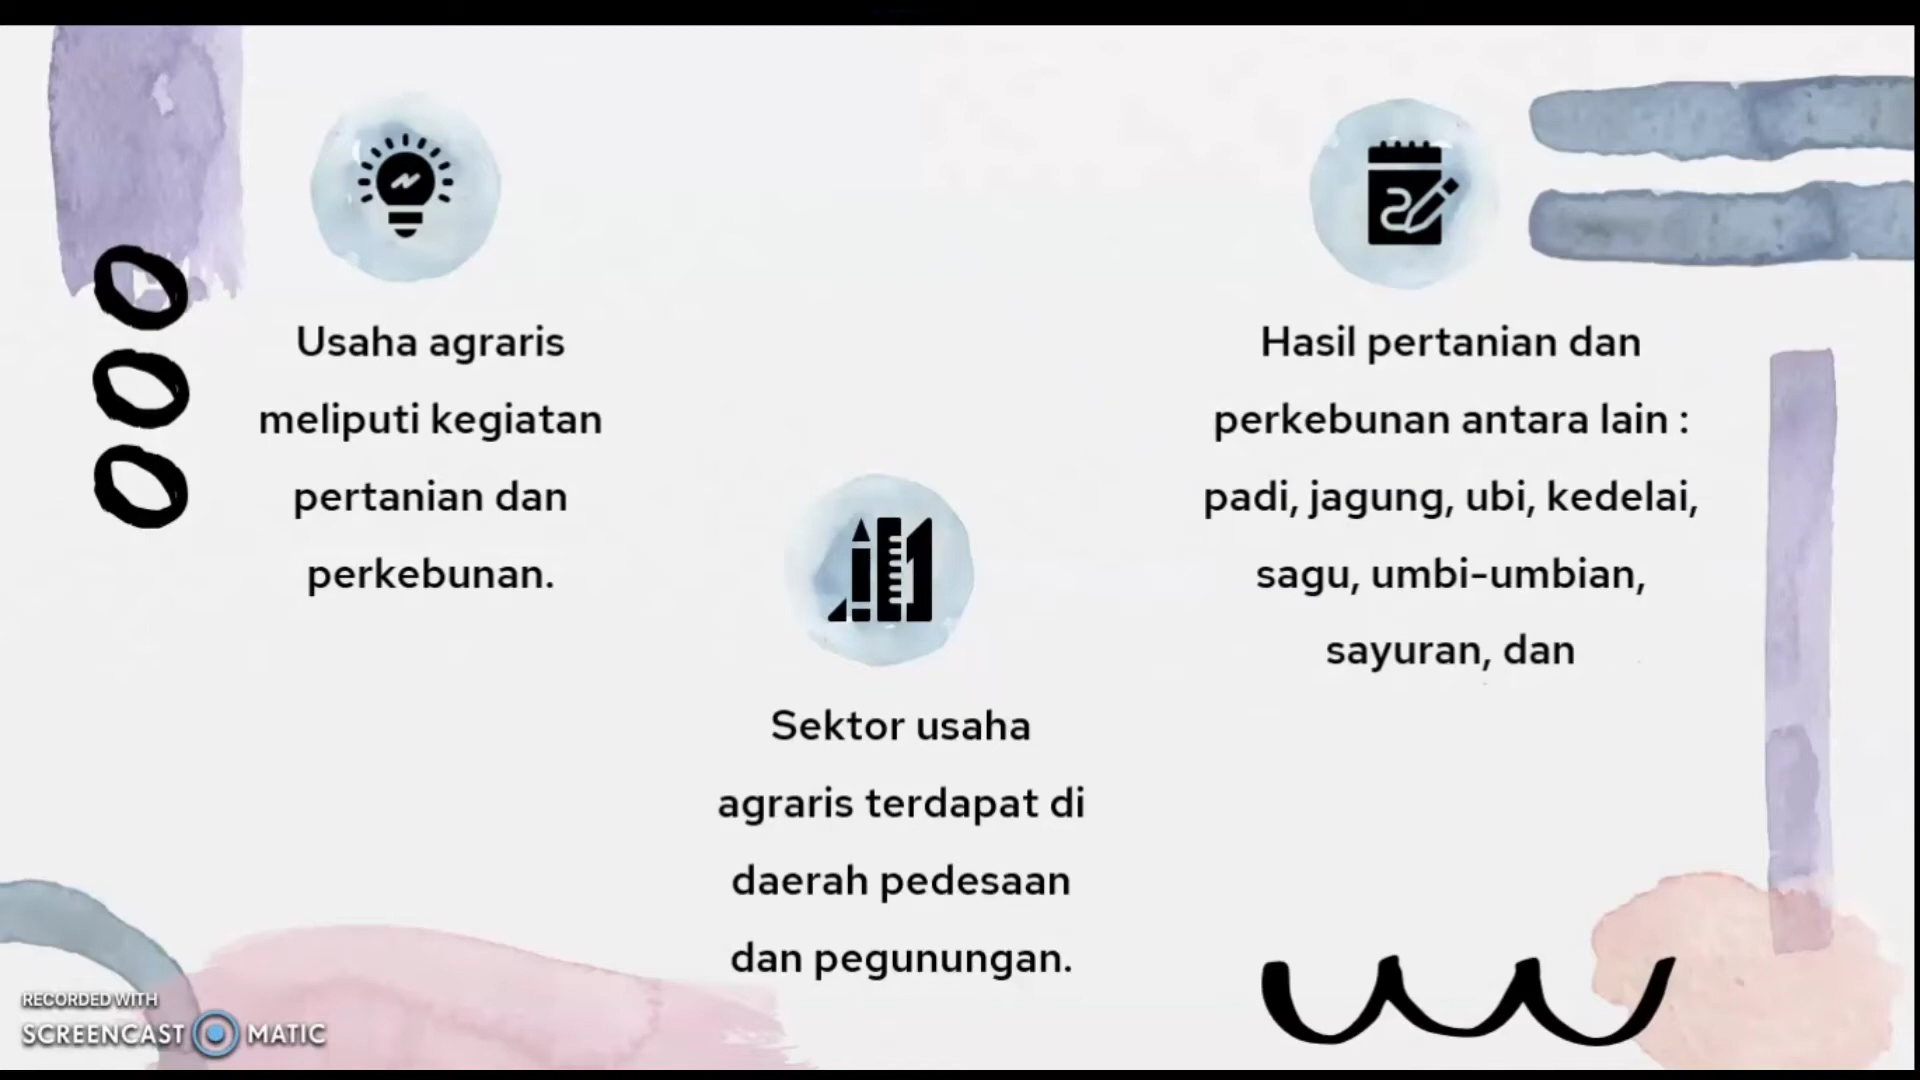 Usaha agraris
meliputi kegiatan
pertanian dan
perkebunan.
Sektor usaha
agraris terdapat di
daerah pedesaan
dan pegunungan.
Hasil pertanian dan
perkebunan antara lain :
padi, jagung, ubi, kedelai,
sagu, umbi-umbian,
sayuran, dan
RECORDED WITH
SCREENCAST MATIC